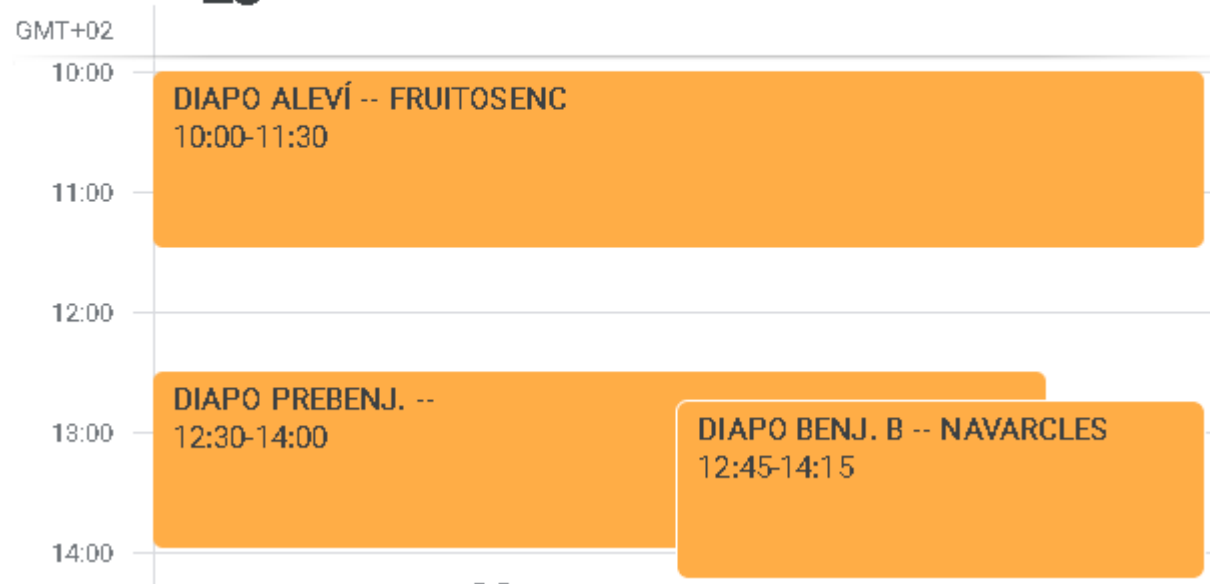 GMT+02
10:00
DIAPO ALEVÍ -- FRUITOSENC
10:00-11:30
11:00
12:00
DIAPO PREBENJ. --
12:30-14:00
13:00
DIAPO BENJ. B -- NAVARCLES
12:45-14:15
14:00